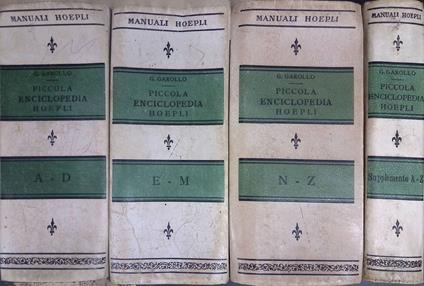 MANUALI HOEPLI
G. GAROLLO
PICCOLA
ENCICLOPEDIA
HOEPLI
A - D
MANUALI HOEPLI
G. GAROLLO
PICCOLA
ENCICLOPEDIA
HOEPLI
E - M
MANUALI HOEPLI
G. GAROLLO
PICCOLA
ENCICLOPEDIA
HOEPLI
N - Z
MANUALI HOEPLI
G. GAROLLO
PICCOLA
ENCICLOPEDIA
HOEPLI
Supplemento A-Z